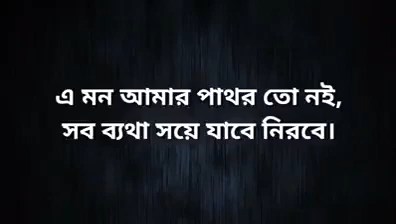 এ মন আমার পাথর তো নই,
সব ব্যথা সয়ে যাবে নিরবে।